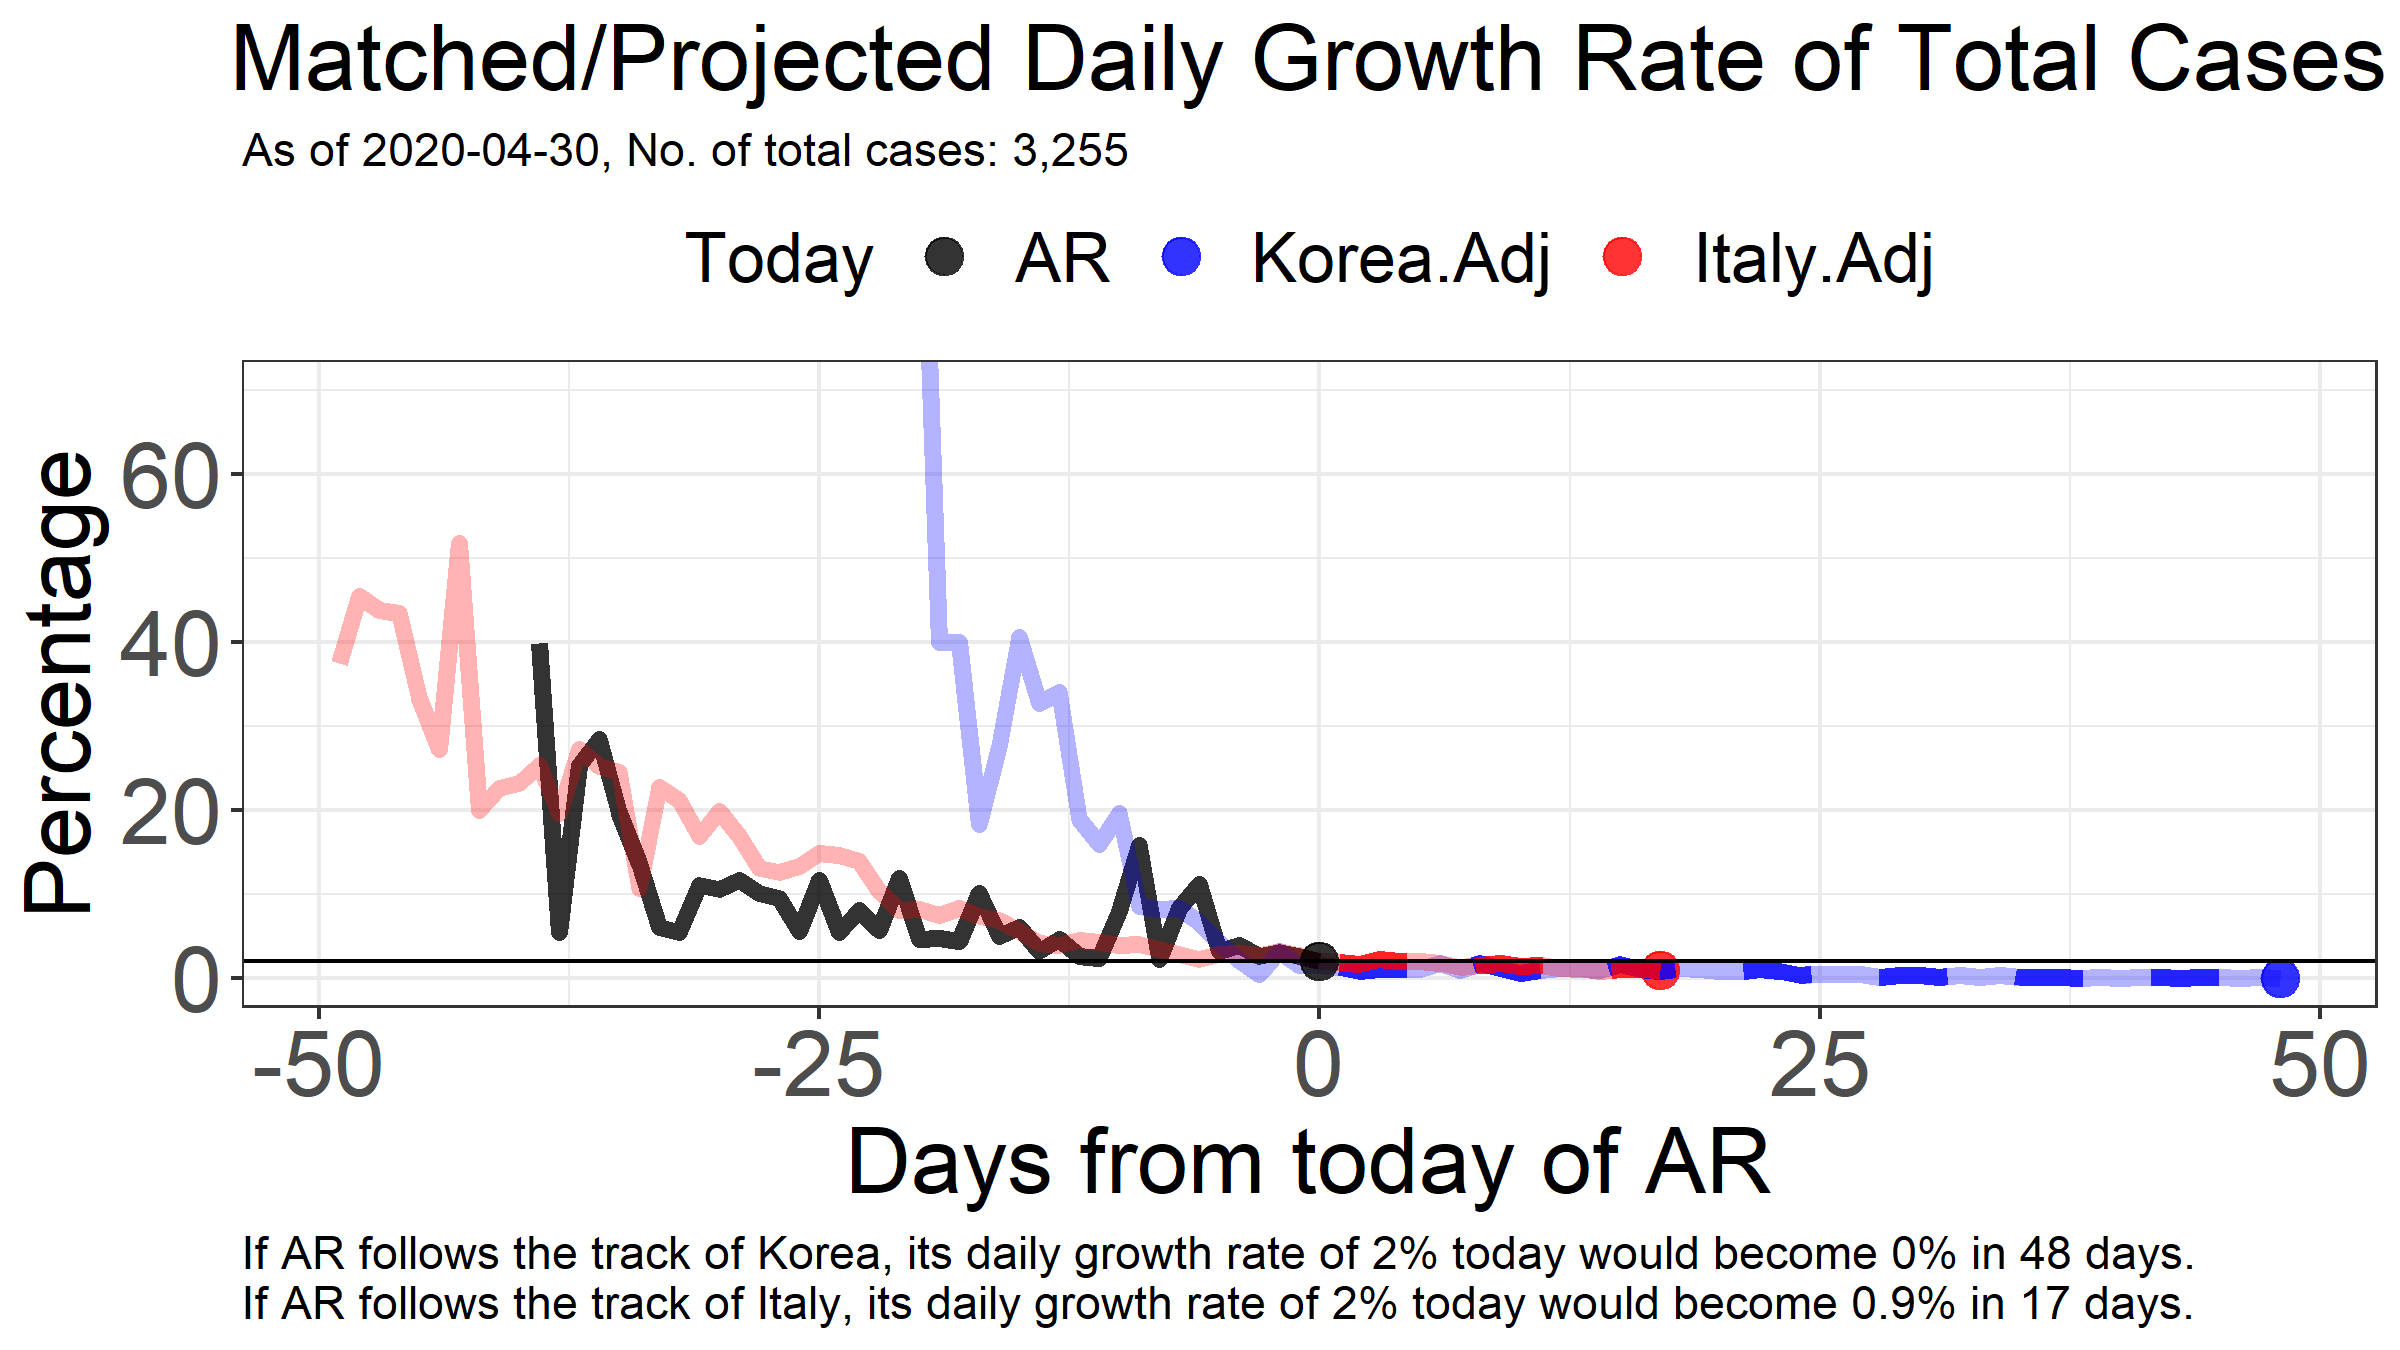 Matched/Projected Daily Growth Rate of Total Cases
As of 2020-04-30, No. of total cases: 3,255
Today AR Korea.Adj Italy.Adj
Percentage
60
40
20
0
-50 -25 0 25 50
Days from today of AR
If AR follows the track of Korea, its daily growth rate of 2% today would become 0% in 48 days.
If AR follows the track of Italy, its daily growth rate of 2% today would become 0.9% in 17 days.